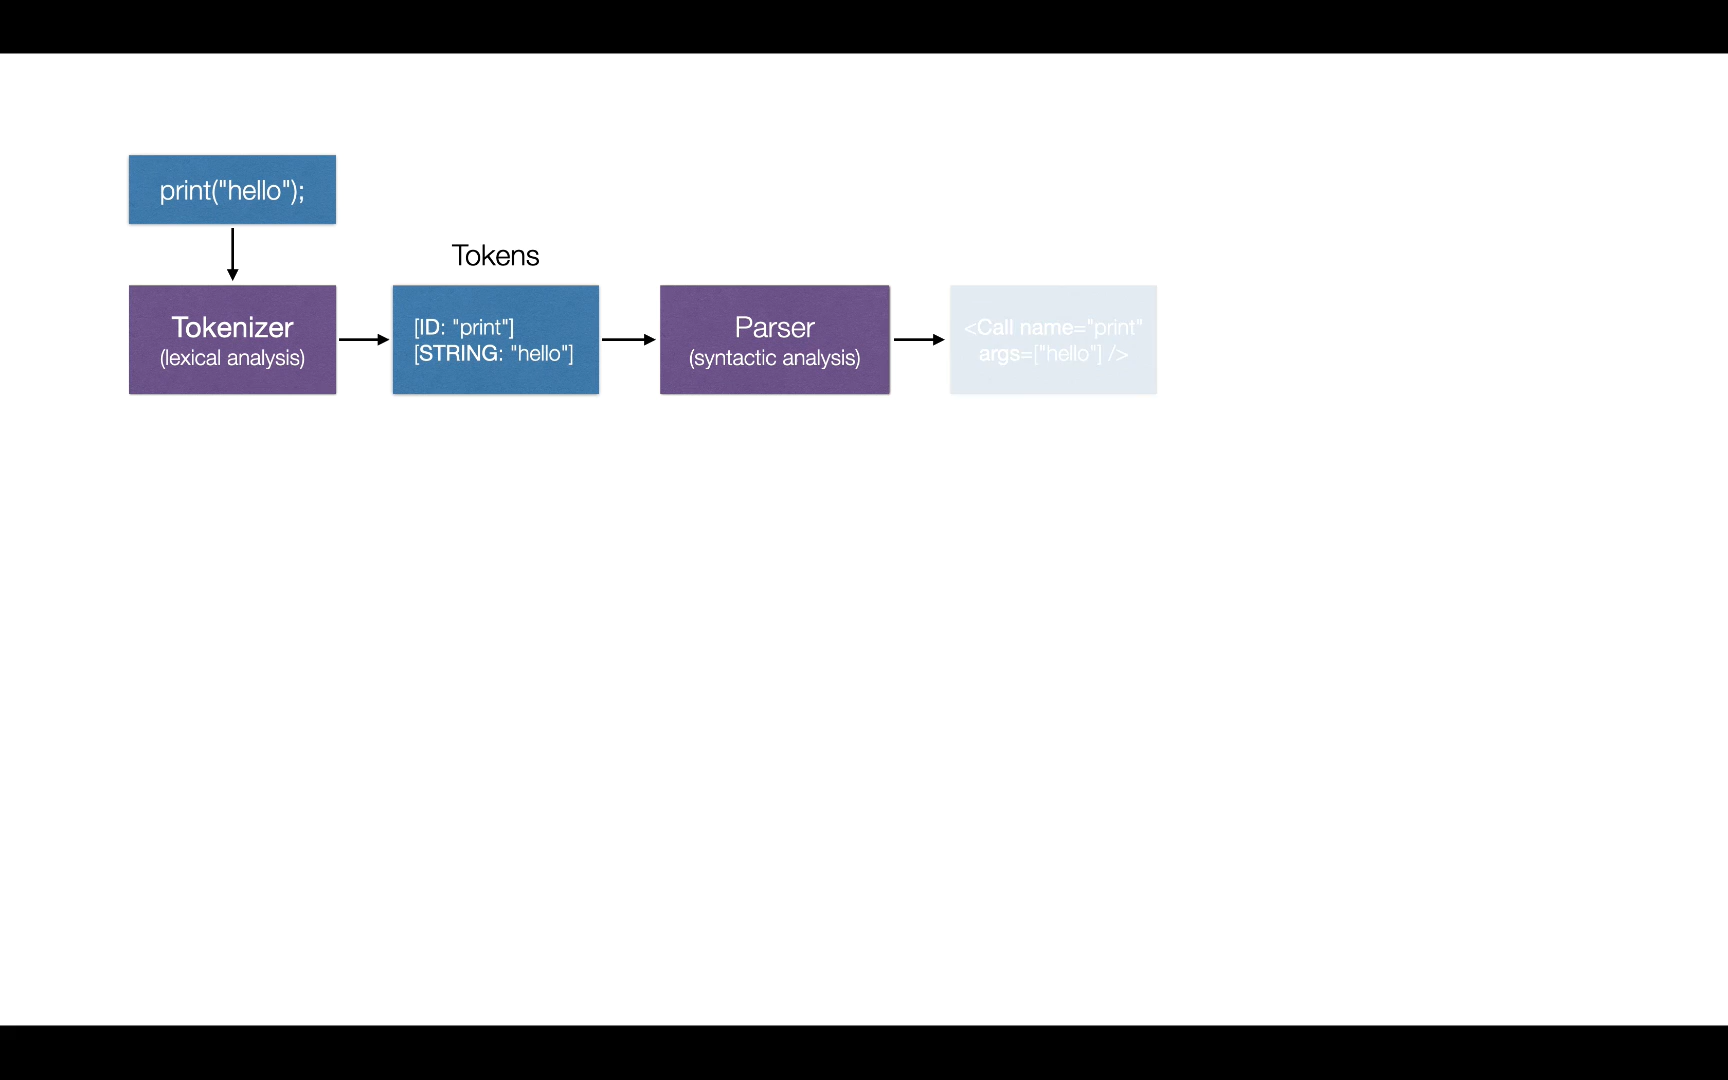 print("hello");
Tokens
Tokenizer
(lexical analysis)
[ID: "print"]
[STRING: "hello"]
Parser
(syntactic analysis)
<Call name="print"
args=["hello"] />